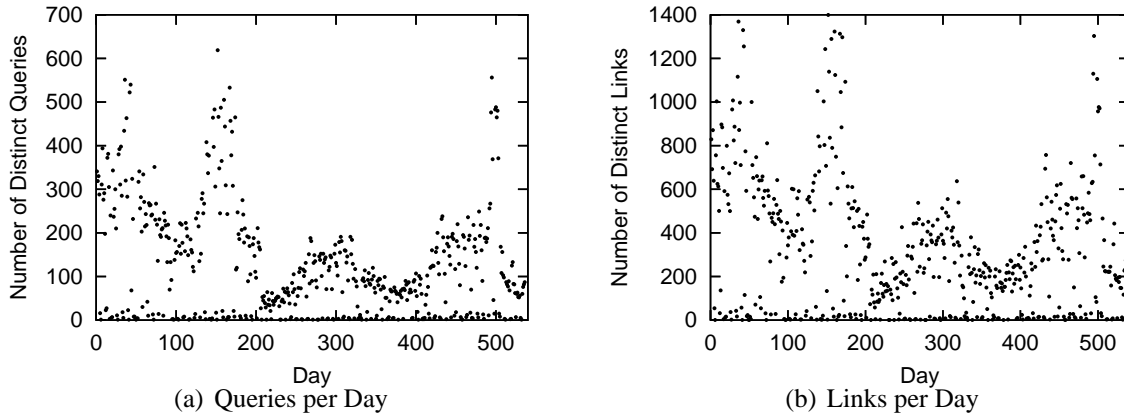 Number of Distinct Queries
700
600
500
400
300
200
100
0
0 100 200 300 400 500
Day
(a) Queries per Day
Number of Distinct Links
1400
1200
1000
800
600
400
200
0
0 100 200 300 400 500
Day
(b) Links per Day